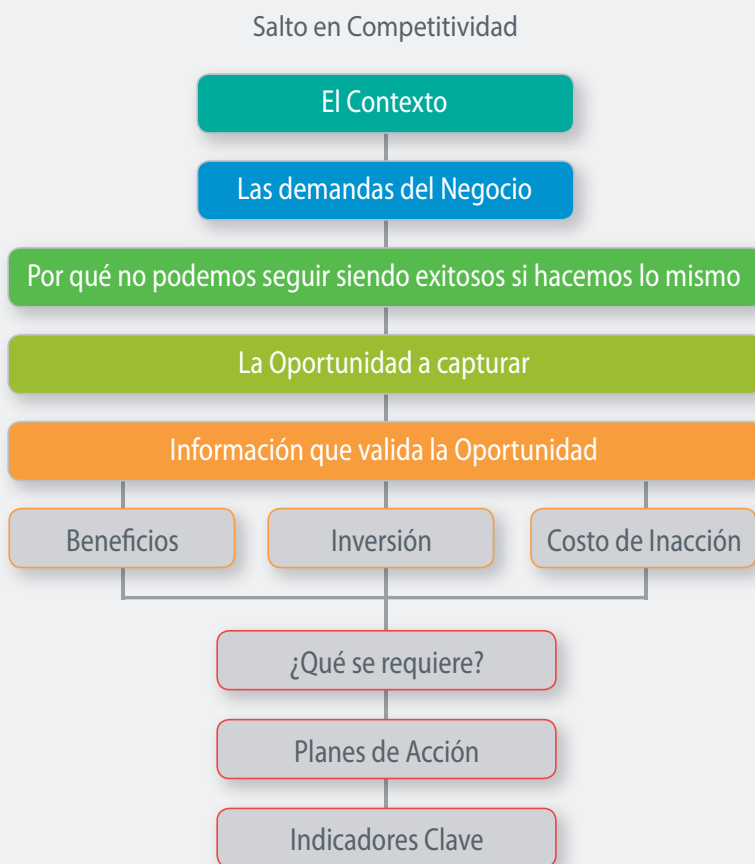 Salto en Competitividad
El Contexto
Las demandas del Negocio
Por qué no podemos seguir siendo exitosos si hacemos lo mismo
La Oportunidad a capturar
Información que valida la Oportunidad
Beneficios
Inversión
Costo de Inacción
¿Qué se requiere?
Planes de Acción
Indicadores Clave